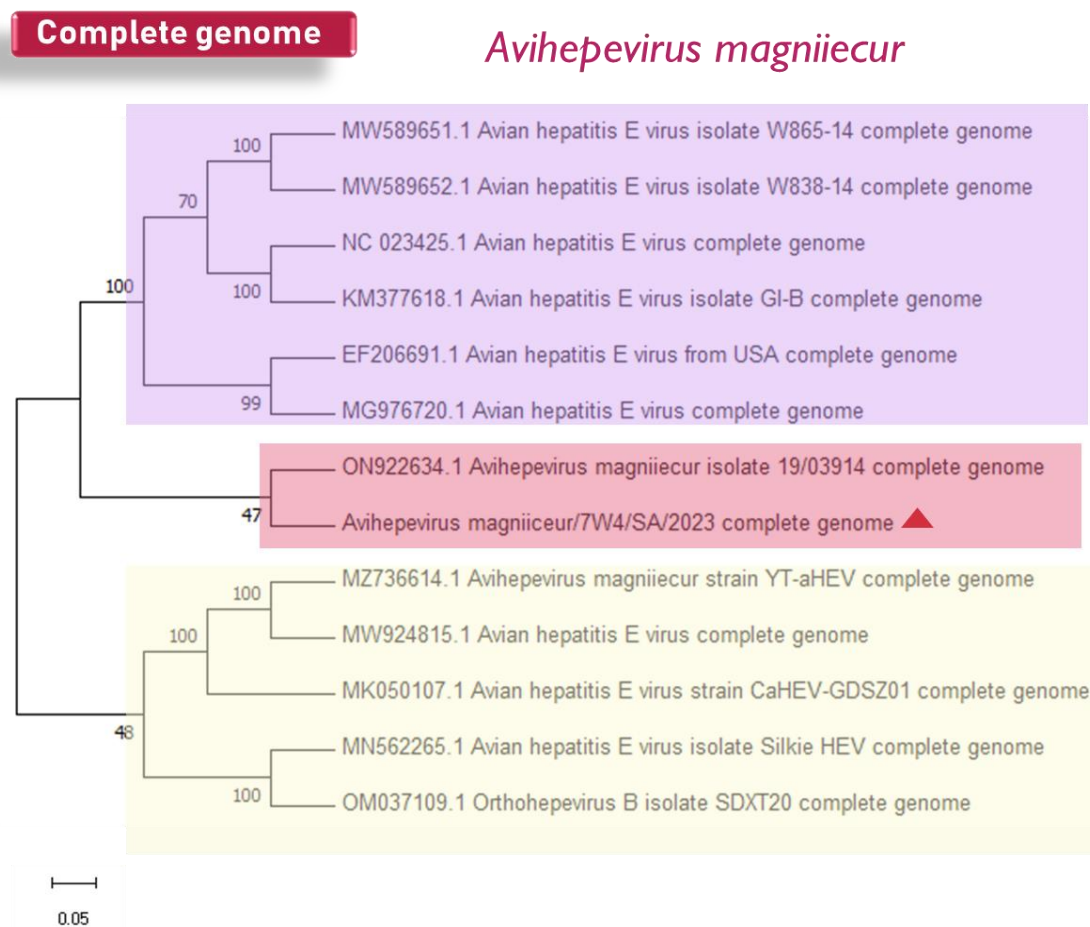 Complete genome
Avihepevirus magniiecur
MW589651.1 Avian hepatitis E virus isolate W865-14 complete genome
100
MW589652.1 Avian hepatitis E virus isolate W838-14 complete genome
70
NC 023425.1 Avian hepatitis E virus complete genome
100
KM377618.1 Avian hepatitis E virus isolate GI-B complete genome
100
EF206691.1 Avian hepatitis E virus from USA complete genome
99
MG976720.1 Avian hepatitis E virus complete genome
ON922634.1 Avihepevirus magniiecur isolate 19/03914 complete genome
47
Avihepevirus magniiceur/7W4/SA/2023 complete genome
MZ736614.1 Avihepevirus magniiecur strain YT-aHEV complete genome
100
MW924815.1 Avian hepatitis E virus complete genome
100
MK050107.1 Avian hepatitis E virus strain CaHEV-GDSZ01 complete genome
48
MN562265.1 Avian hepatitis E virus isolate Silkie HEV complete genome
100
OM037109.1 Orthohepevirus B isolate SDXT20 complete genome
0.05